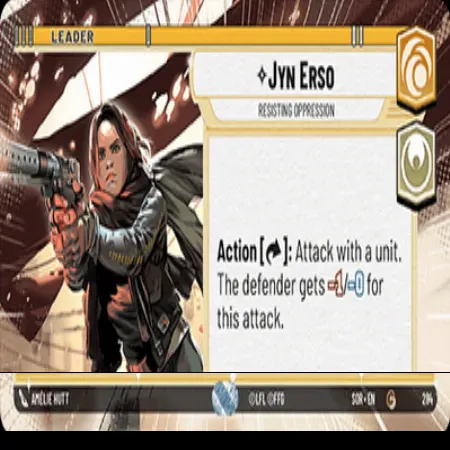 LEADER
✧JYN ERSO
RESISTING OPPRESSION
Action [↷]: Attack with a unit.
The defender gets -1/-0 for
this attack.
AMÉLIE HUTT ©LFL ©FFG SOR • EN G 284